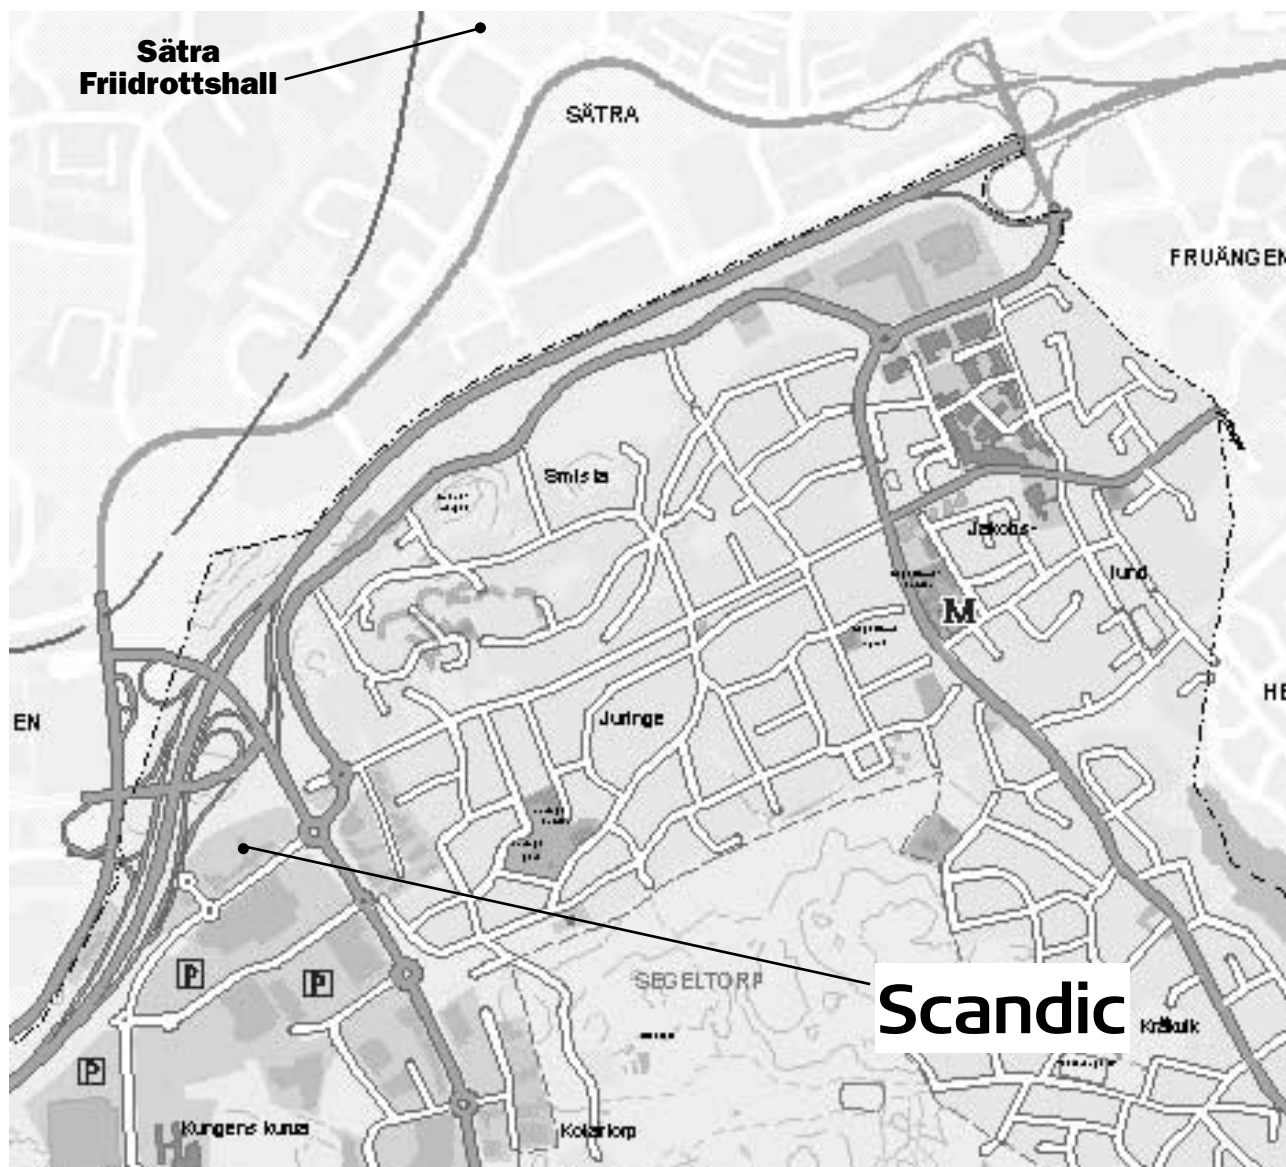 Sätra
Friidrottshall
SÄTRA
FRUÄNGEN
Smista
Jakobs-
lund
M
HE
EN
Juringe
P
P
SEGELTORP
Scandic
Kråkvik
P
Kungens kurva
Kolartorp
H